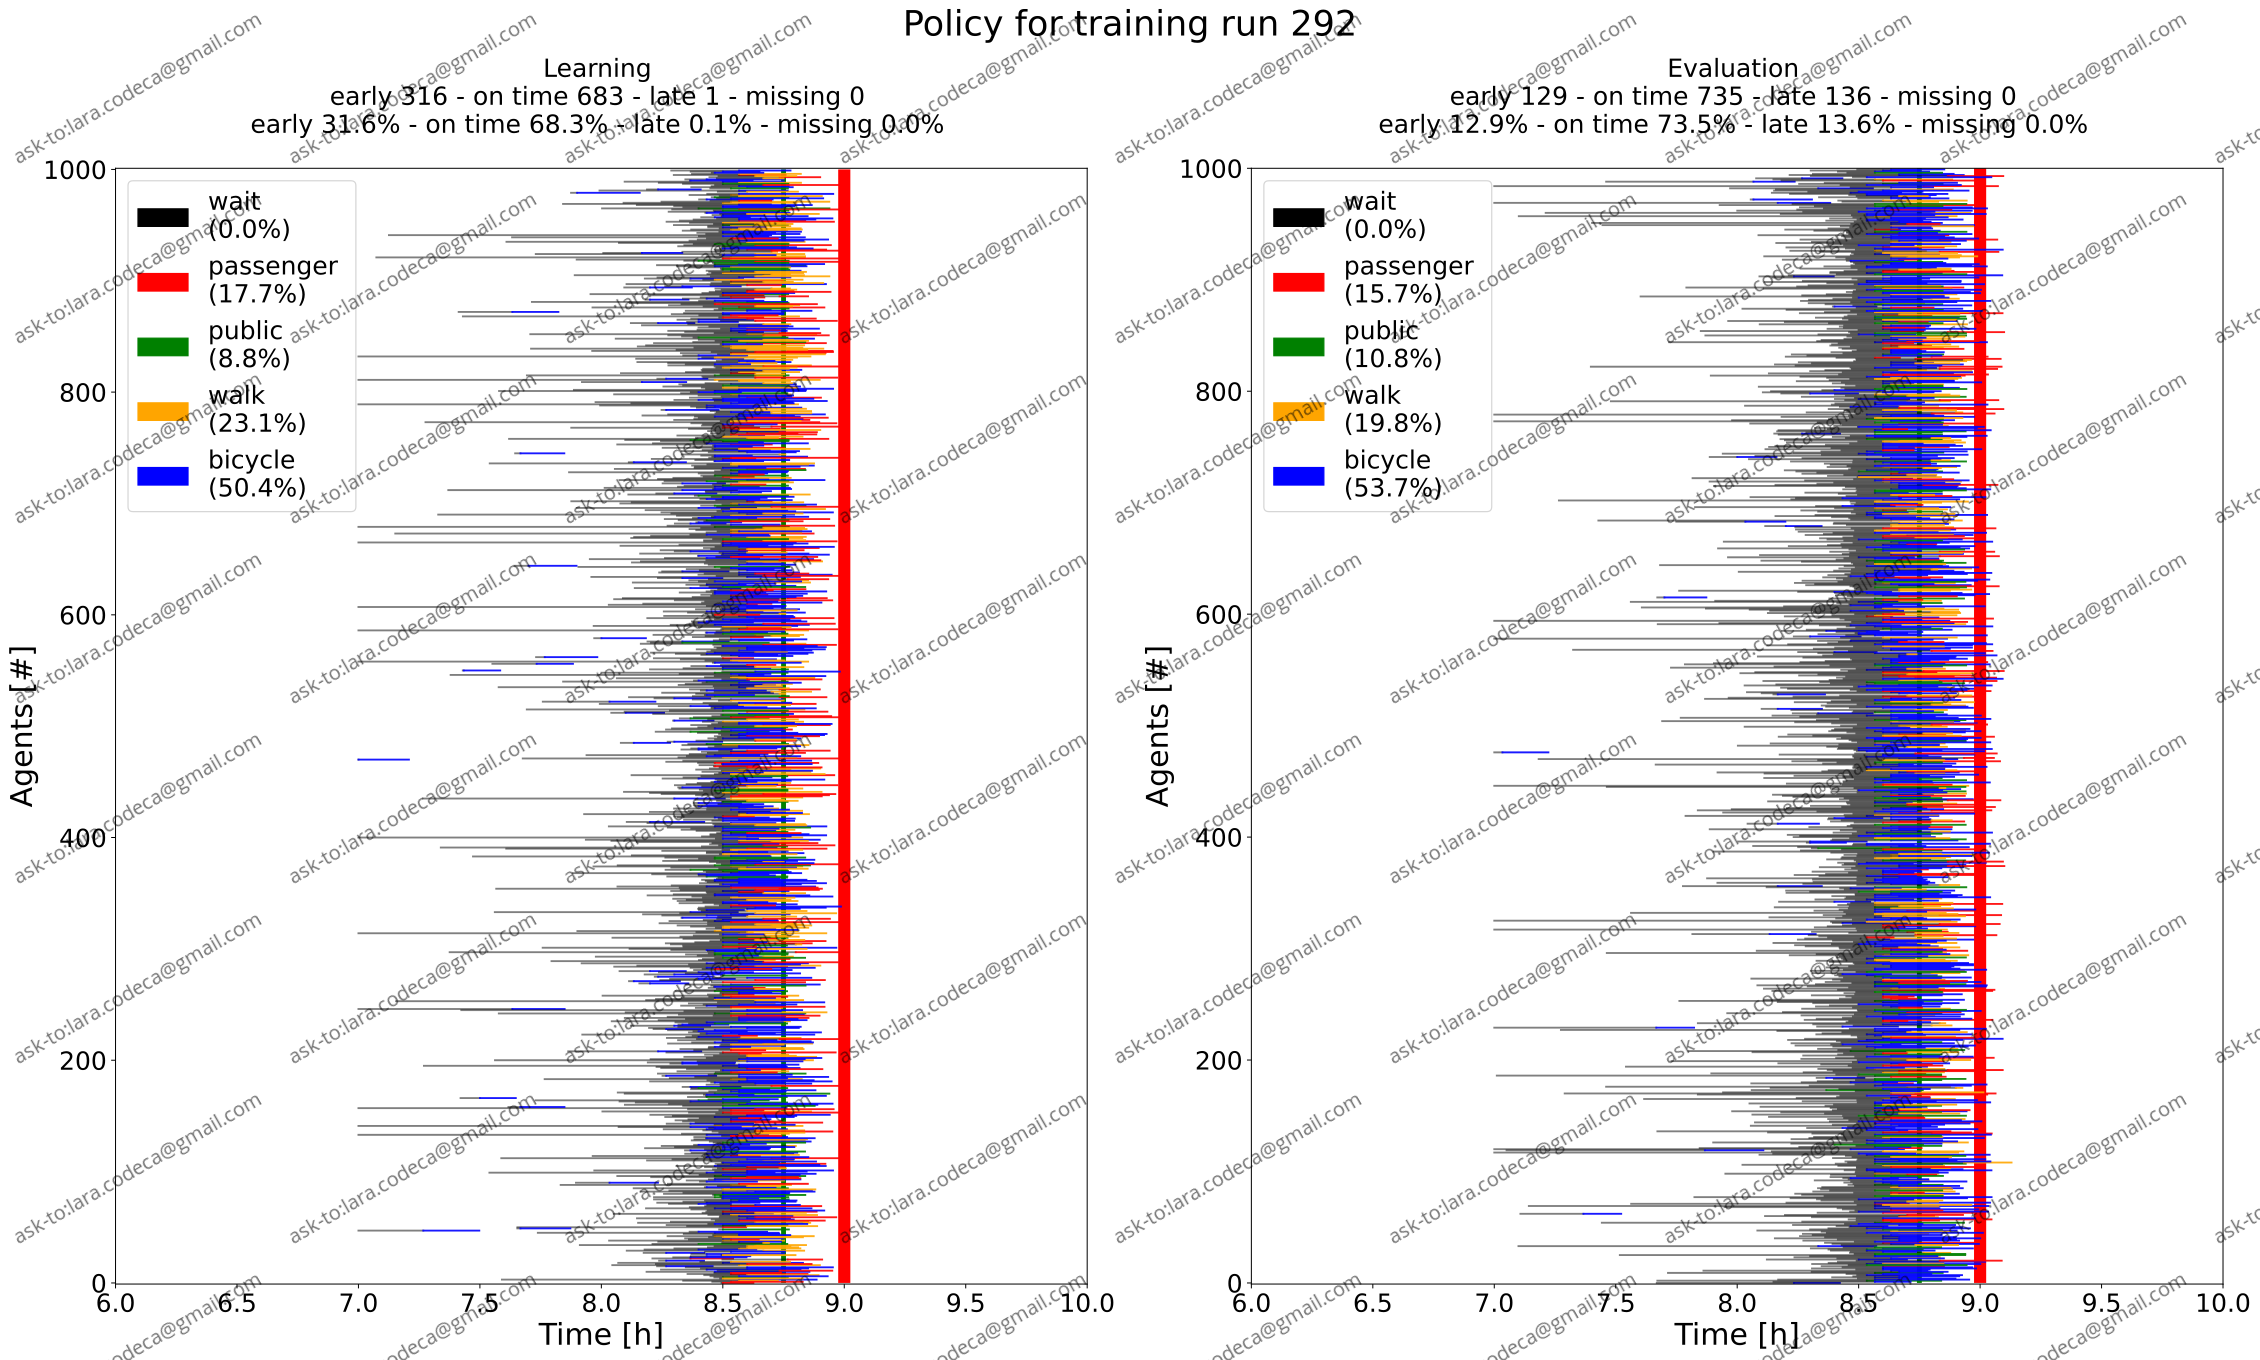 Policy for training run 292
Learning
early 316 - on time 683 - late 1 - missing 0
early 31.6% - on time 68.3% - late 0.1% - missing 0.0%
1000
800
600
400
200
0
Agents [#]
wait
(0.0%)
passenger
(17.7%)
public
(8.8%)
walk
(23.1%)
bicycle
(50.4%)
6.0 6.5 7.0 7.5 8.0 8.5 9.0 9.5 10.0
Time [h]
Evaluation
early 129 - on time 735 - late 136 - missing 0
early 12.9% - on time 73.5% - late 13.6% - missing 0.0%
1000
800
600
400
200
0
Agents [#]
wait
(0.0%)
passenger
(15.7%)
public
(10.8%)
walk
(19.8%)
bicycle
(53.7%)
6.0 6.5 7.0 7.5 8.0 8.5 9.0 9.5 10.0
Time [h]
ask-to:lara.codeca@gmail.com